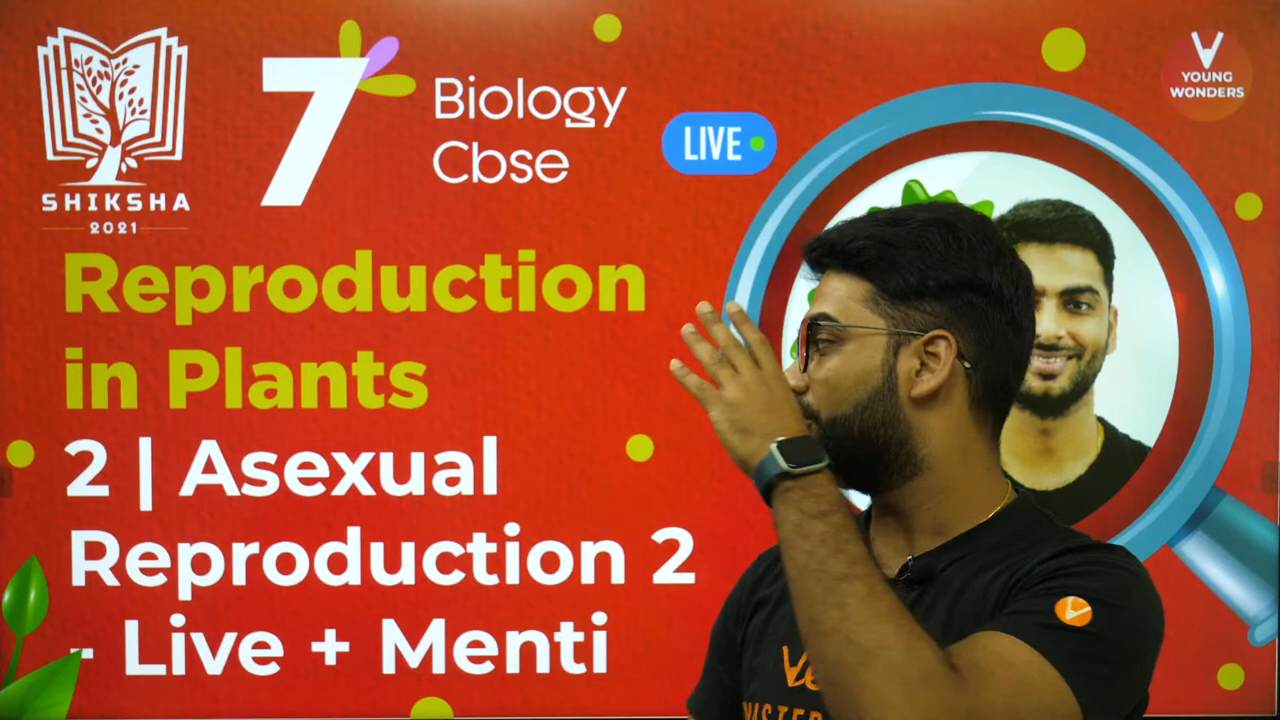 SHIKSHA
2021
7
Biology
Cbse
LIVE
YOUNG
WONDERS
Reproduction
in Plants
2 | Asexual
Reproduction 2
- Live + Menti